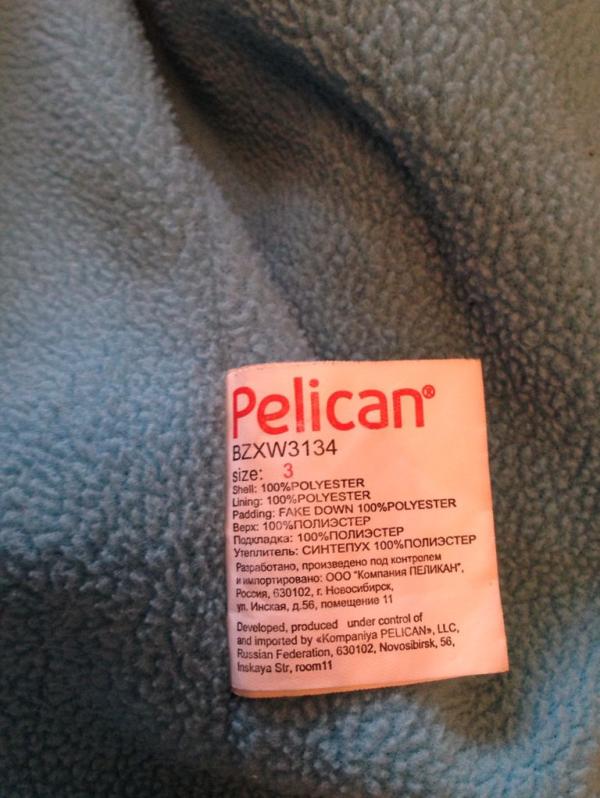 Pelican®
BZXW3134
size: 3
Shell: 100%POLYESTER
Lining: 100%POLYESTER
Padding: FAKE DOWN 100%POLYESTER
Верх: 100%ПОЛИЭСТЕР
Подкладка: 100%ПОЛИЭСТЕР
Утеплитель: СИНТЕПУХ 100%ПОЛИЭСТЕР
Разработано, произведено под контролем
и импортировано: ООО "Компания ПЕЛИКАН",
Россия, 630102, г. Новосибирск,
ул. Инская, д.56, помещение 11
Developed, produced under control of
and imported by «Kompaniya PELICAN», LLC,
Russian Federation, 630102, Novosibirsk, 56,
Inskaya Str, room11